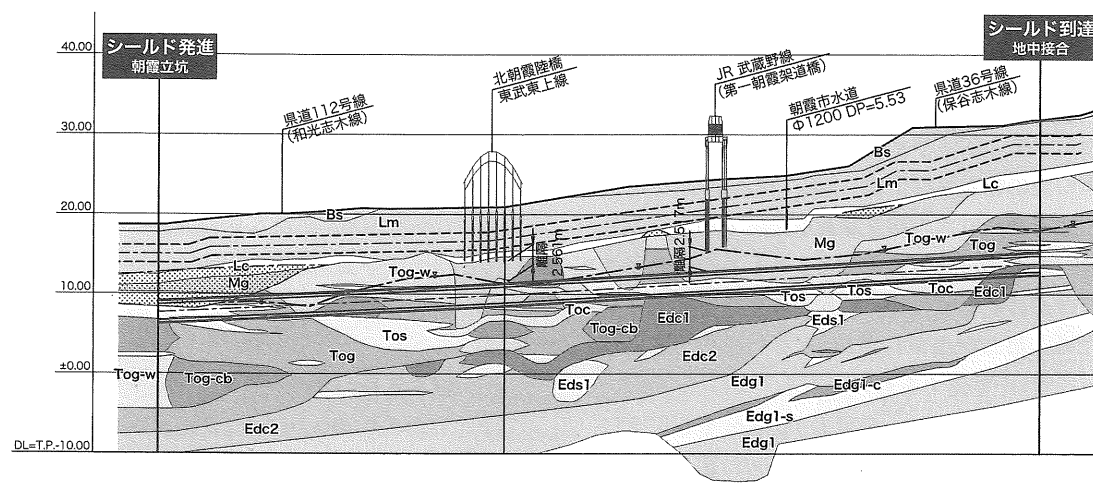 シールド発進
朝霞立坑
シールド到達
地中接合
北朝霞陸橋
東武東上線
JR 武蔵野線
(第一朝霞架道橋)
朝霞市水道
Φ1200 DP=5.53
県道36号線
(保谷志木線)
県道112号線
(和光志木線)
40.00
30.00
20.00
10.00
±0.00
DL=T.P.-10.00
Bs
Lm
Lc
Mg
Tog-w
離隔
2.561m
離隔2.517m
Bs
Lm
Lc
Mg
Tog-w
Tog
Tos
Tos
Toc
Edc1
Toc
Tos
Tog-cb
Edc1
Eds1
Tog
Edc2
Tog-w
Tog-cb
Eds1
Edg1
Edg1-c
Edg1-s
Edc2
Edg1